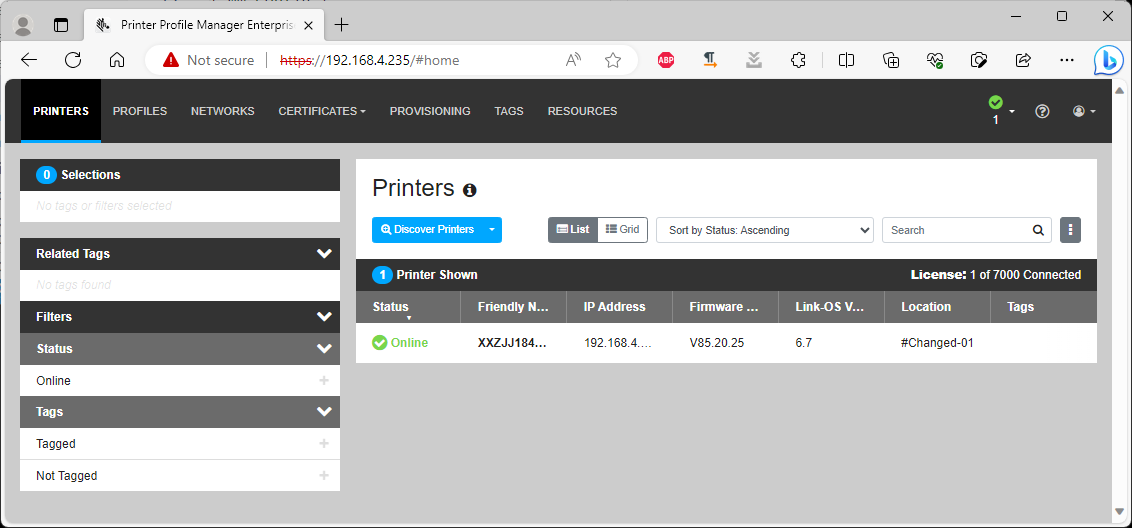 Printer Profile Manager Enterpris
Not secure https://192.168.4.235/#home
ABP
PRINTERS PROFILES NETWORKS CERTIFICATES PROVISIONING TAGS RESOURCES
1
0 Selections
No tags or filters selected
Related Tags
No tags found
Filters
Status
Online
Tags
Tagged
Not Tagged
Printers
Discover Printers List Grid Sort by Status: Ascending Search
1 Printer Shown License: 1 of 7000 Connected
Status Friendly N... IP Address Firmware ... Link-OS V... Location Tags
Online XXZJJ184... 192.168.4.... V85.20.25 6.7 #Changed-01